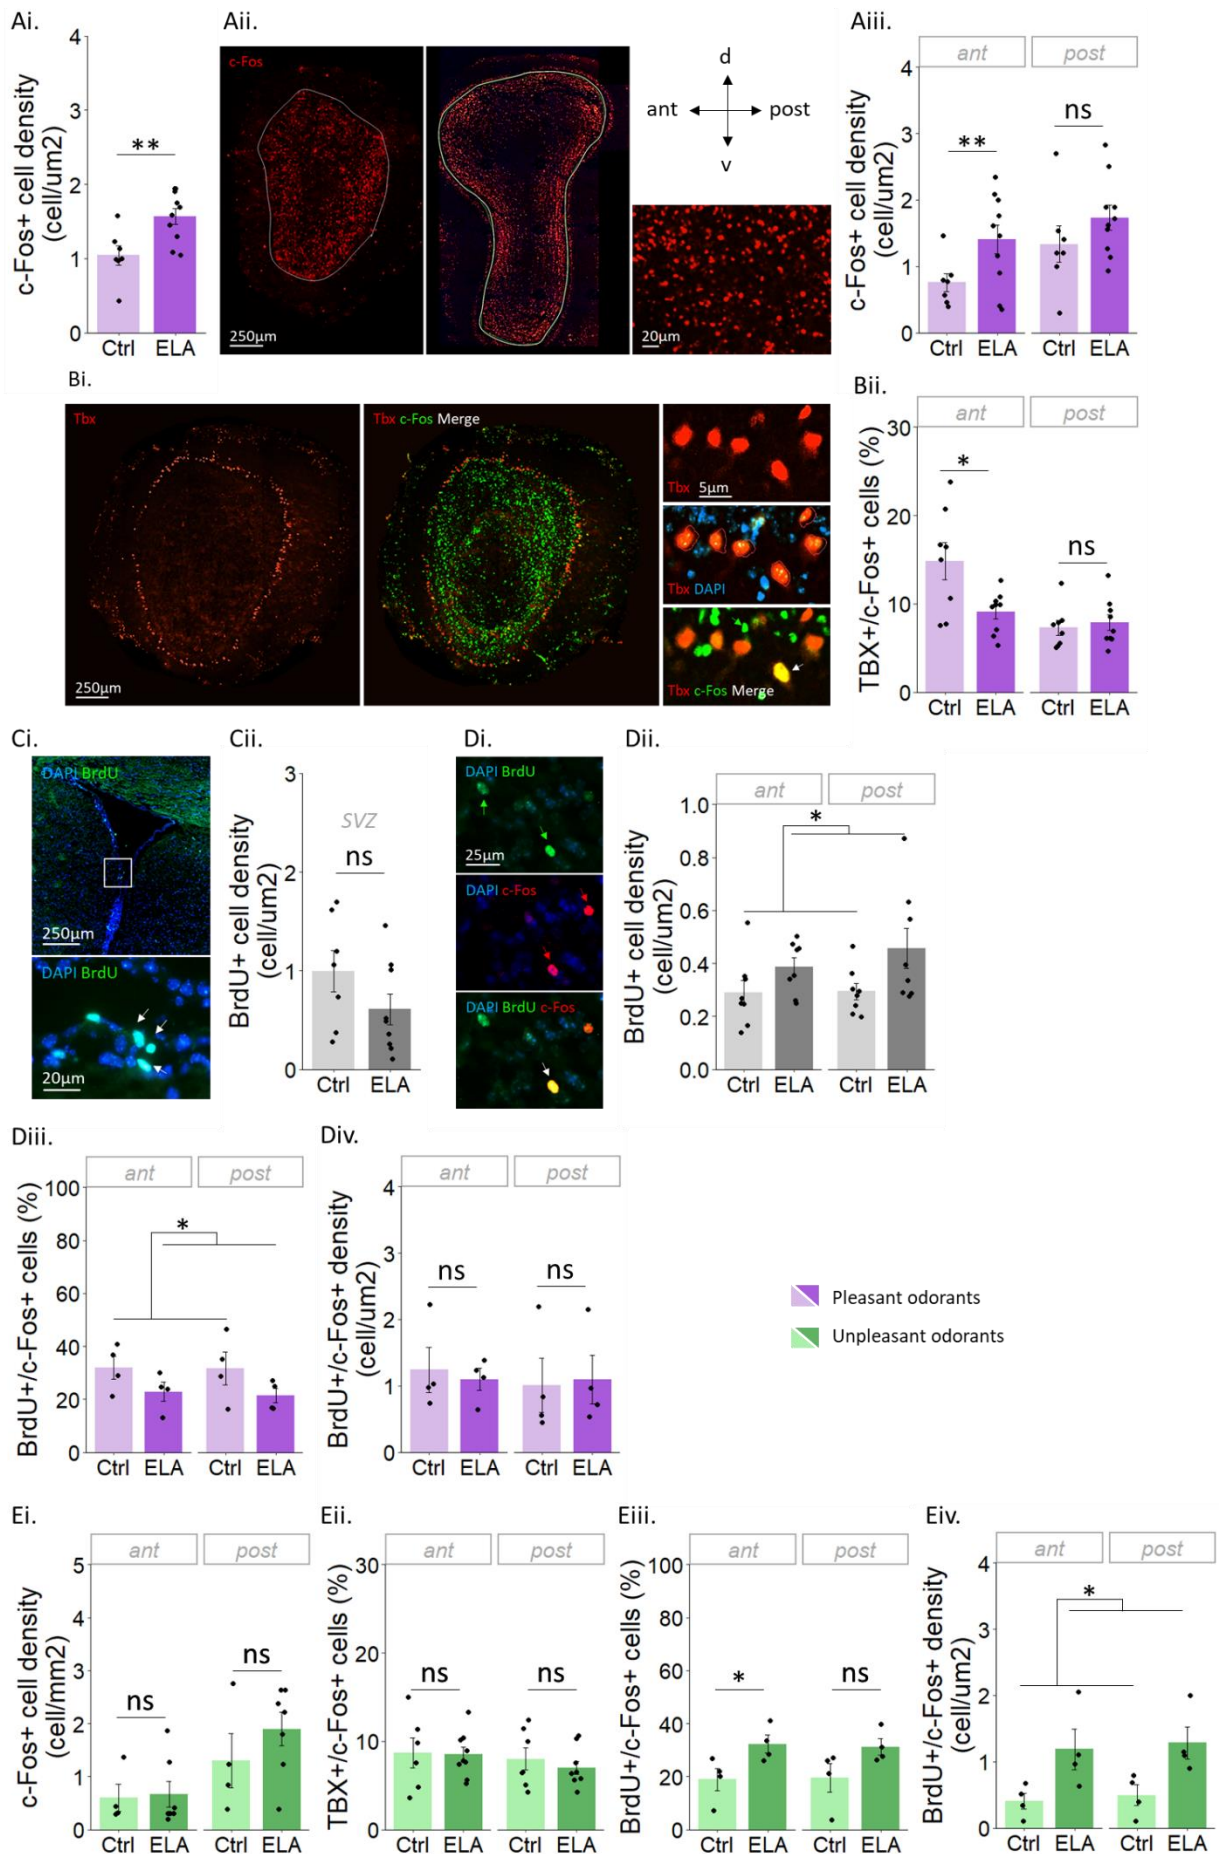 Ai.
c-Fos+ cell density
(cell/um2)
4
3
2
1
0
**
Ctrl ELA
Aii.
c-Fos
250µm
d
ant post
v
20µm
Aiii.
ant post
c-Fos+ cell density
(cell/um2)
4
3
2
1
0
** ns
Ctrl ELA Ctrl ELA
Bi.
Tbx
250µm
Tbx c-Fos Merge
Tbx 5µm
Tbx DAPI
Tbx c-Fos Merge
Bii.
ant post
TBX+/c-Fos+ cells (%)
30
20
10
0
* ns
Ctrl ELA Ctrl ELA
Ci.
DAPI BrdU
250µm
DAPI BrdU
20µm
Cii.
BrdU+ cell density
(cell/um2)
3
2
1
0
SVZ
ns
Ctrl ELA
Di.
DAPI BrdU
25µm
DAPI c-Fos
DAPI BrdU c-Fos
Dii.
ant post
BrdU+ cell density
(cell/um2)
1.0
0.8
0.6
0.4
0.2
0.0
*
Ctrl ELA Ctrl ELA
Diii.
ant post
BrdU+/c-Fos+ cells (%)
100
80
60
40
20
0
*
Ctrl ELA Ctrl ELA
Div.
ant post
BrdU+/c-Fos+ density
(cell/um2)
4
3
2
1
0
ns ns
Ctrl ELA Ctrl ELA
Pleasant odorants
Unpleasant odorants
Ei.
ant post
c-Fos+ cell density
(cell/mm2)
5
4
3
2
1
0
ns ns
Ctrl ELA Ctrl ELA
Eii.
ant post
TBX+/c-Fos+ cells (%)
30
20
10
0
ns ns
Ctrl ELA Ctrl ELA
Eiii.
ant post
BrdU+/c-Fos+ cells (%)
100
80
60
40
20
0
* ns
Ctrl ELA Ctrl ELA
Eiv.
ant post
BrdU+/c-Fos+ density
(cell/um2)
4
3
2
1
0
*
Ctrl ELA Ctrl ELA